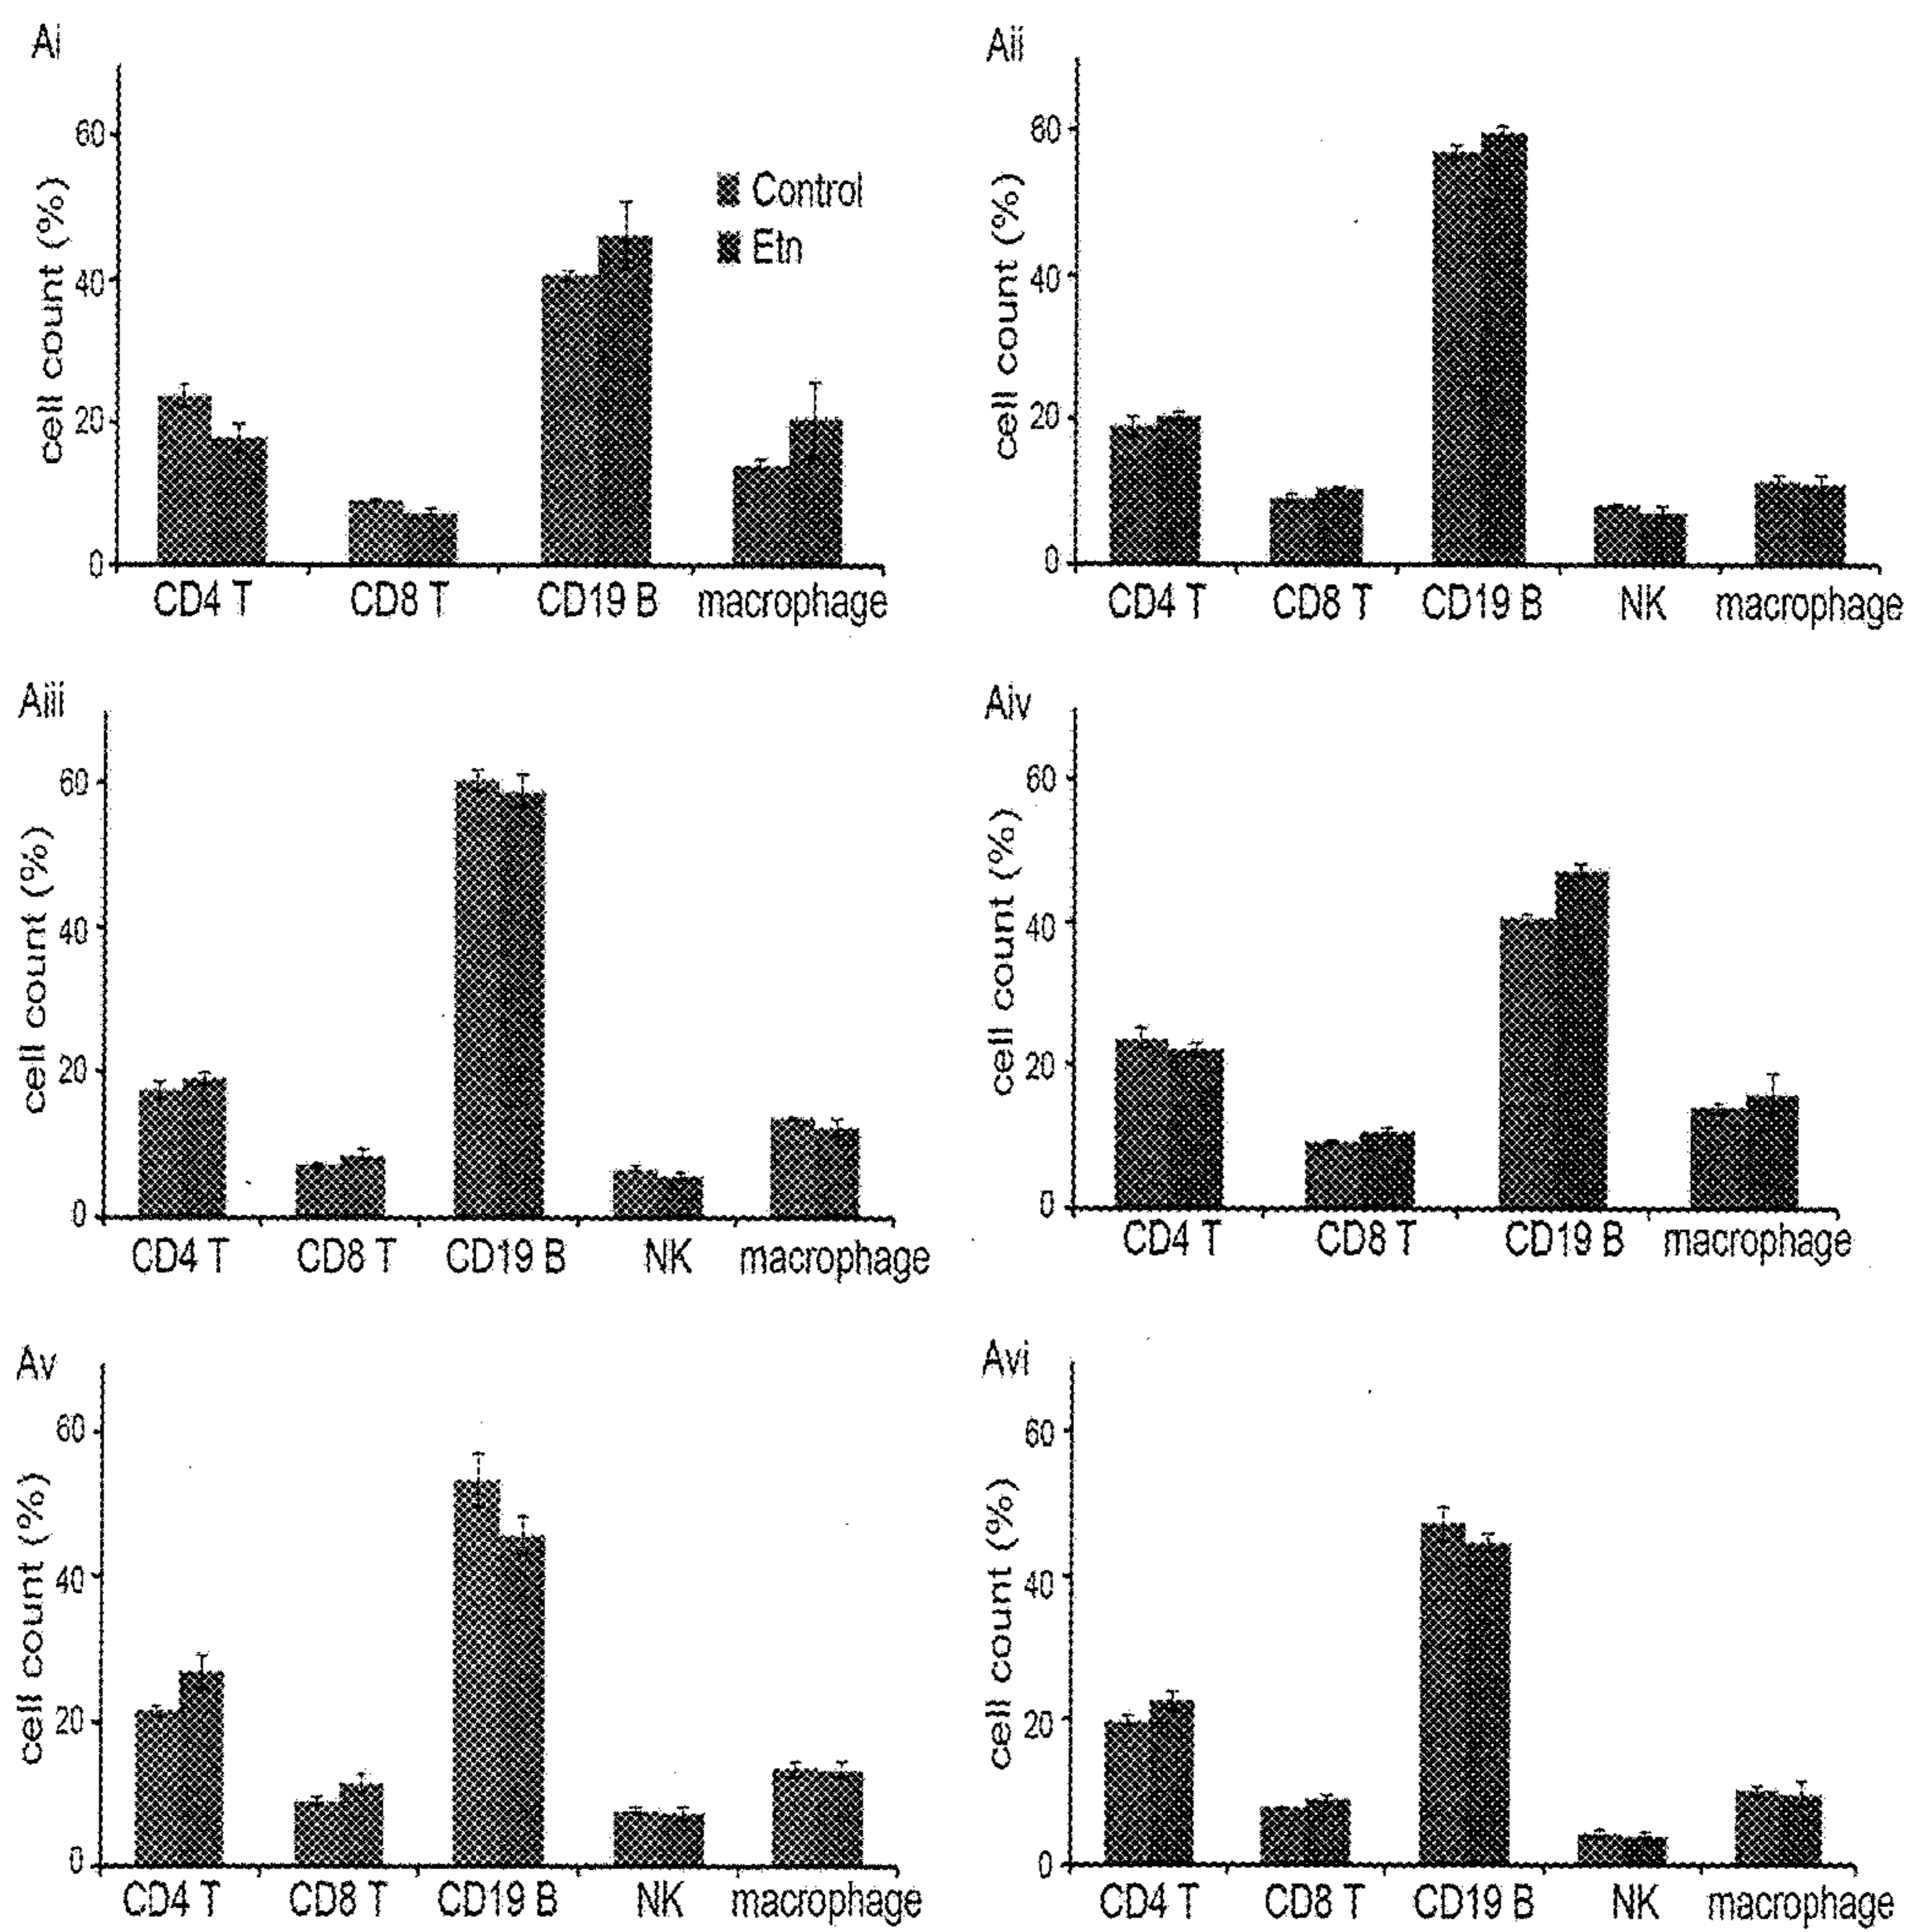 Ai
60
40
20
0
cell count (%)
Control
Etn
CD4 T CD8 T CD19 B macrophage
Aii
60
40
20
0
cell count (%)
CD4 T CD8 T CD19 B NK macrophage
Aiii
60
40
20
0
cell count (%)
CD4 T CD8 T CD19 B NK macrophage
Aiv
60
40
20
0
cell count (%)
CD4 T CD8 T CD19 B macrophage
Av
60
40
20
0
cell count (%)
CD4 T CD8 T CD19 B NK macrophage
Avi
60
40
20
0
cell count (%)
CD4 T CD8 T CD19 B NK macrophage